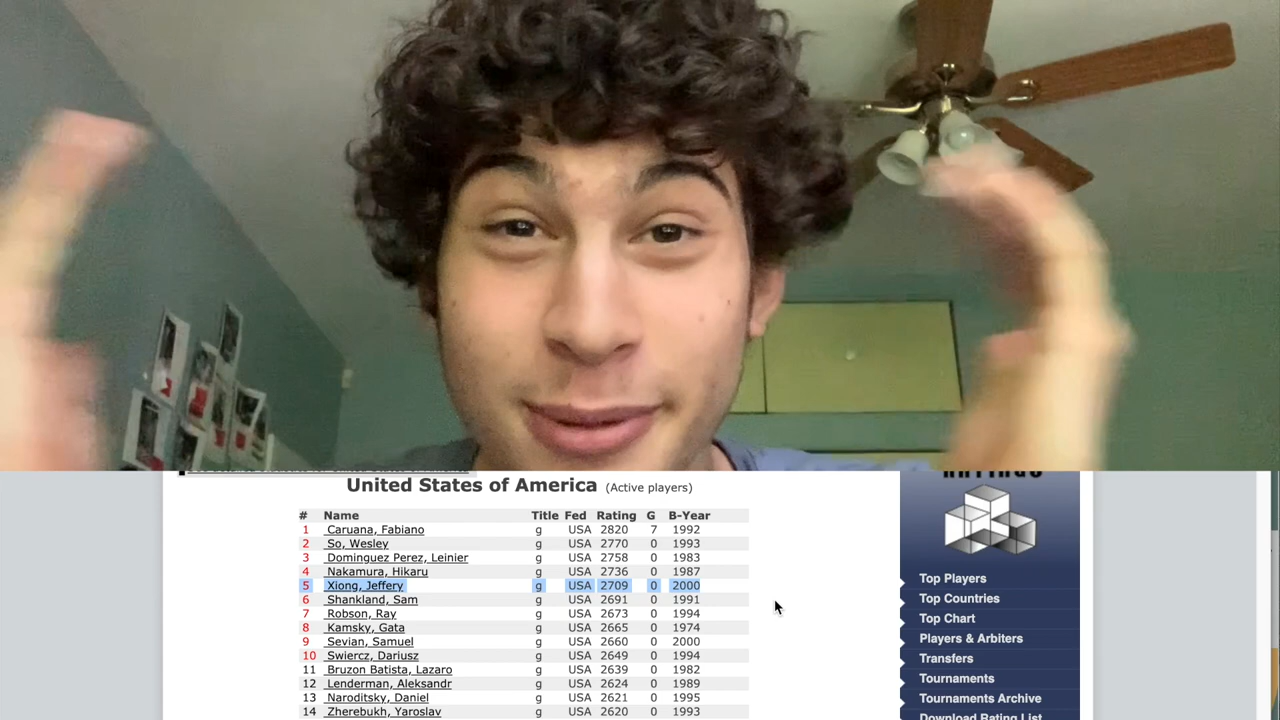 United States of America (Active players)
# Name Title Fed Rating G B-Year
1 Caruana, Fabiano g USA 2820 7 1992
2 So, Wesley g USA 2770 0 1993
3 Dominguez Perez, Leinier g USA 2758 0 1983
4 Nakamura, Hikaru g USA 2736 0 1987
5 Xiong, Jeffery g USA 2709 0 2000
6 Shankland, Sam g USA 2691 0 1991
7 Robson, Ray g USA 2673 0 1994
8 Kamsky, Gata g USA 2665 0 1974
9 Sevian, Samuel g USA 2660 0 2000
10 Swiercz, Dariusz g USA 2649 0 1994
11 Bruzon Batista, Lazaro g USA 2639 0 1982
12 Lenderman, Aleksandr g USA 2624 0 1989
13 Naroditsky, Daniel g USA 2621 0 1995
14 Zherebukh, Yaroslav g USA 2620 0 1993
Top Players
Top Countries
Top Chart
Players & Arbiters
Transfers
Tournaments
Tournaments Archive
Download Rating List